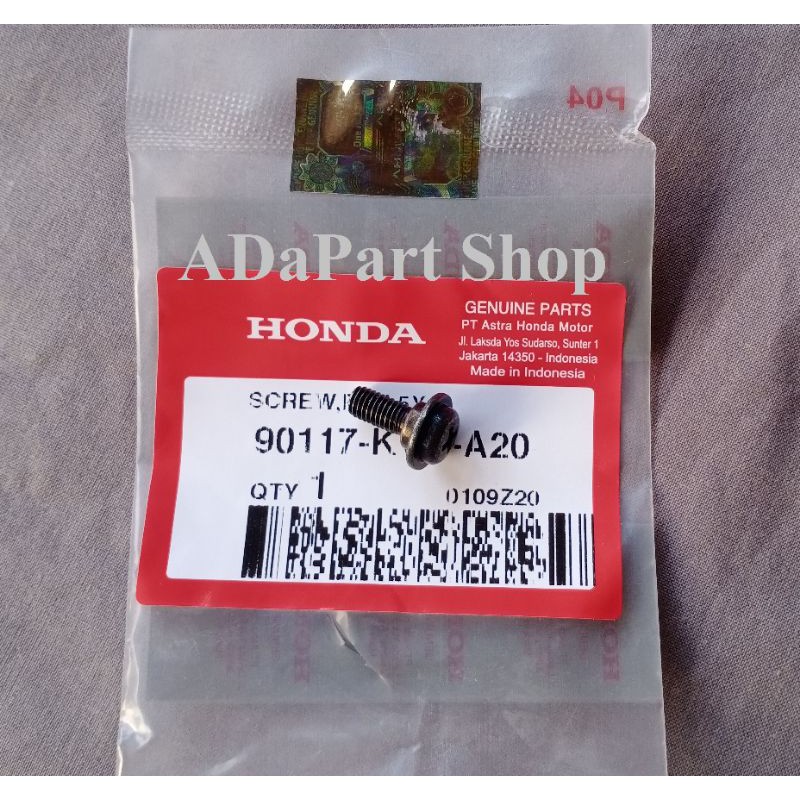 P04
ADaPart Shop
HONDA
GENUINE PARTS
PT Astra Honda Motor
Jl. Laksda Yos Sudarso, Sunter 1
Jakarta 14350 - Indonesia
Made in Indonesia
SCREW,
90117-K -A20
QTY 1
0109Z20